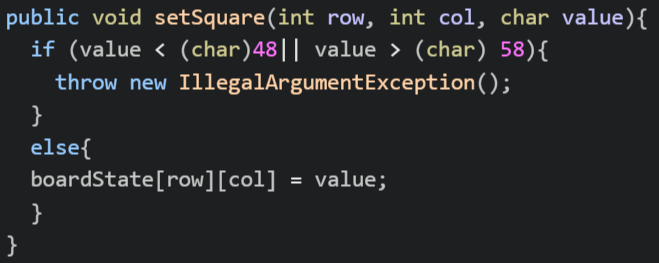 public void setSquare(int row, int col, char value){
  if (value < (char)48|| value > (char) 58){
    throw new IllegalArgumentException();
  }
  else{
  boardState[row][col] = value;
  }
}